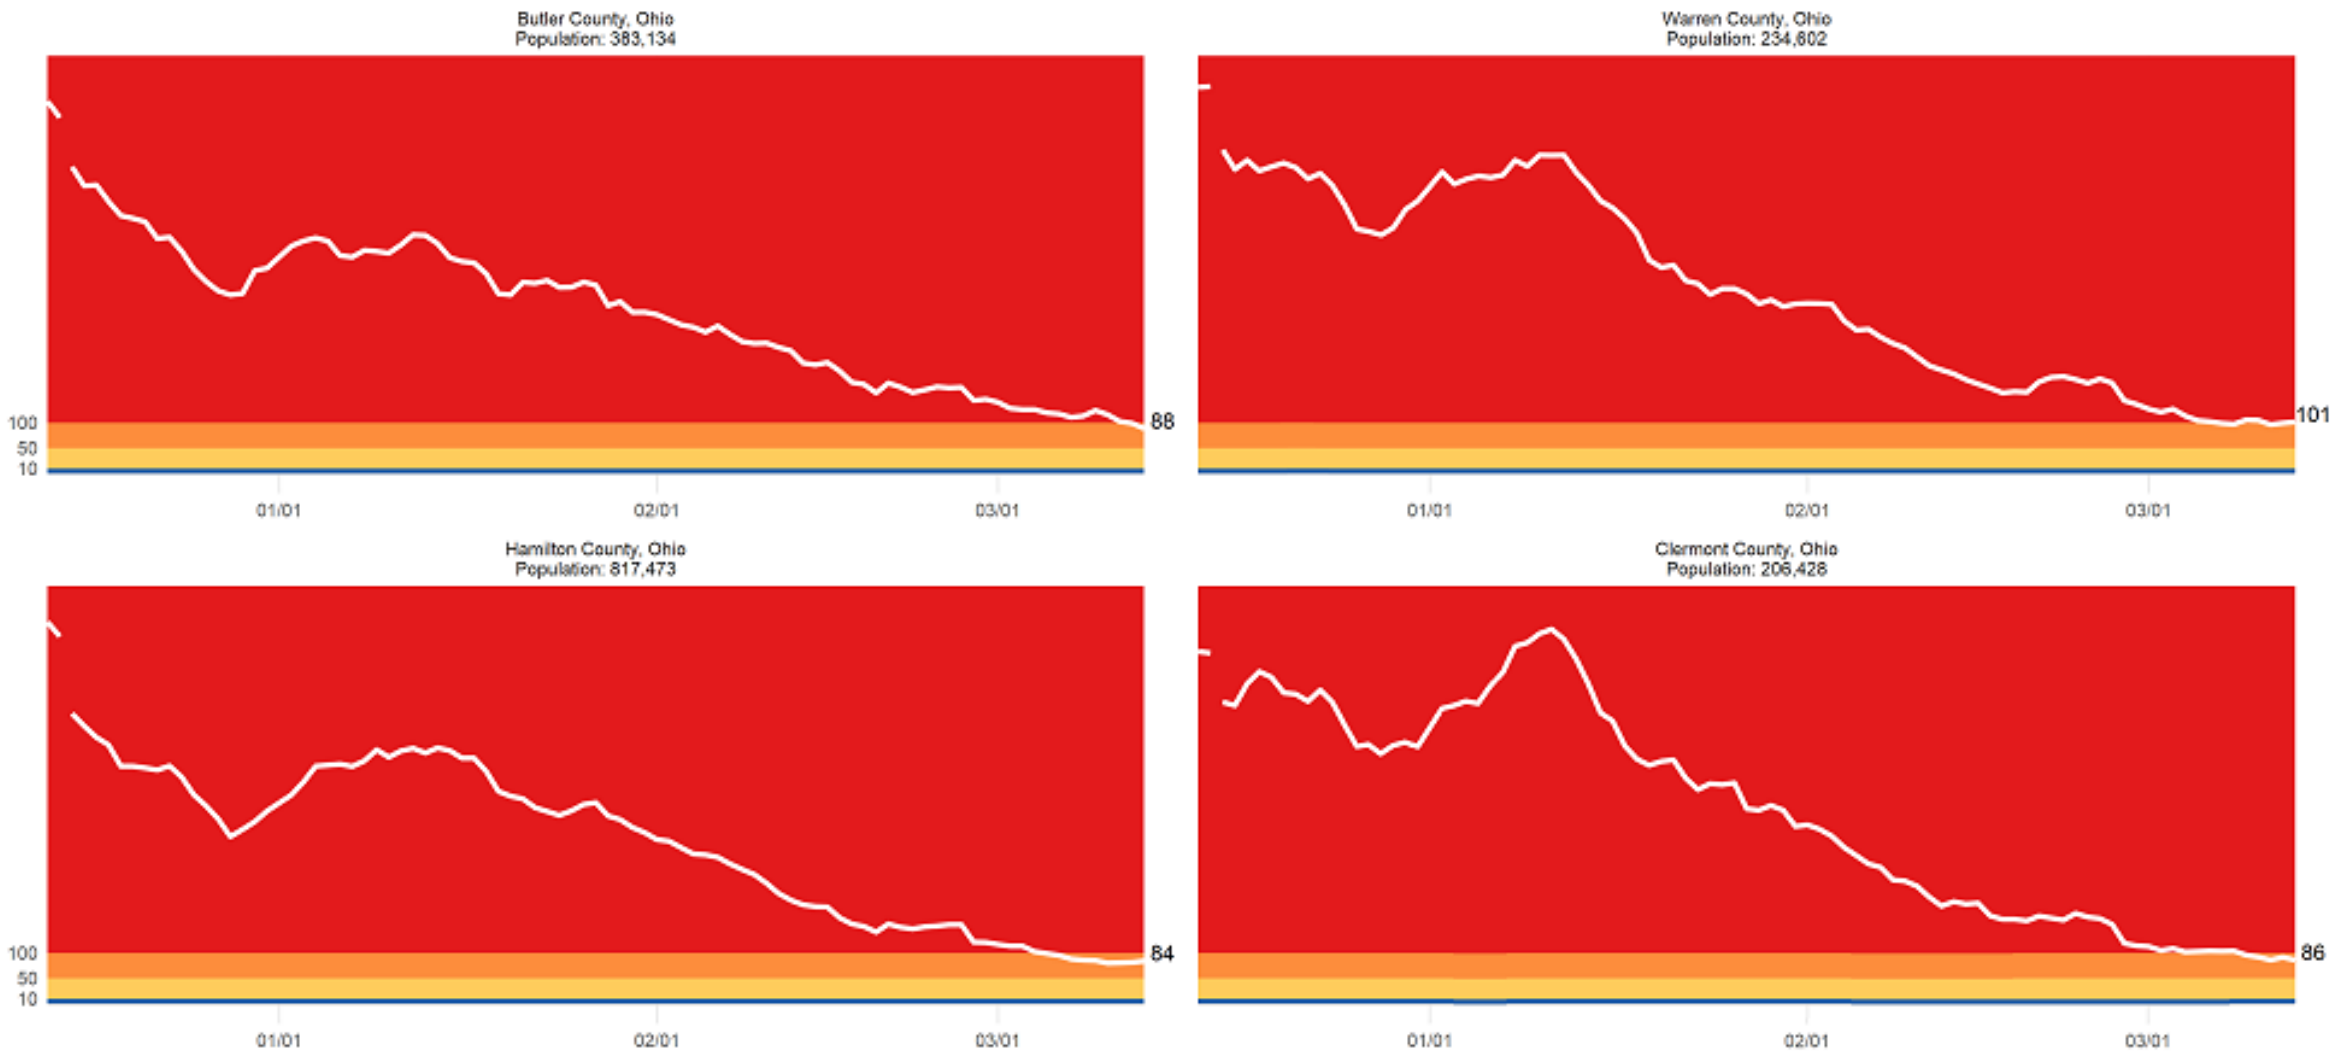 Butler County, Ohio
Population: 383,134
Warren County, Ohio
Population: 234,602
100
50
10
88
101
01/01
02/01
03/01
01/01
02/01
03/01
Hamilton County, Ohio
Population: 817,473
Clermont County, Ohio
Population: 206,428
100
50
10
84
86
01/01
02/01
03/01
01/01
02/01
03/01